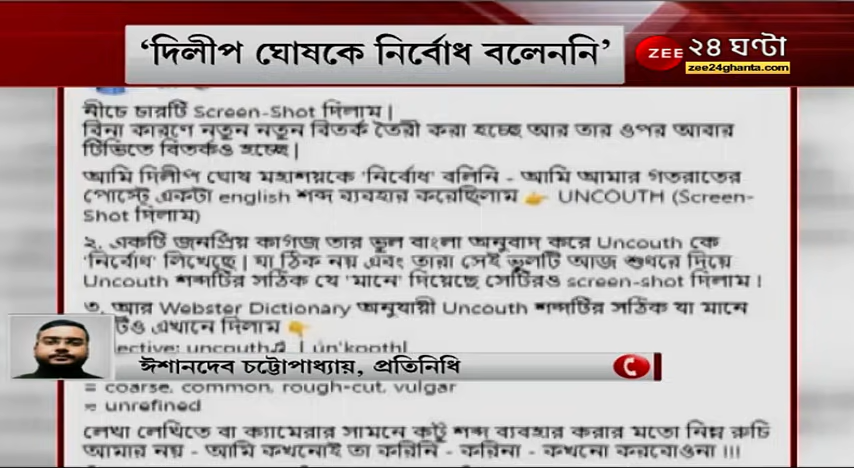 ‘দিলীপ ঘোষকে নির্বোধ বলেননি’
ZEE ২৪ ঘণ্টা
zee24ghanta.com
নীচে চারটি Screen-Shot দিলাম |
বিনা কারণে নতুন নতুন বিতর্ক তৈরী করা হচ্ছে আর তার ওপর আবার
টিভিতে বিতর্কও হচ্ছে |
আমি দিলীপ ঘোষ মহাশয়কে 'নির্বোধ' বলিনি - আমি আমার গতরাতের
পোস্টে একটা english শব্দ ব্যবহার করেছিলাম 👉 UNCOUTH (Screen-
Shot দিলাম)
২. একটি জনপ্রিয় কাগজ তার ভুল বাংলা অনুবাদ করে Uncouth কে
'নির্বোধ' লিখেছে | যা ঠিক নয় এবং তারা সেই ভুলটি আজ শুধরে দিয়ে
Uncouth শব্দটির সঠিক যে 'মানে' দিয়েছে সেটিরও screen-shot দিলাম !
৩. আর Webster Dictionary অনুযায়ী Uncouth শব্দটির সঠিক যা মানে
টিও এখানে দিলাম 👇
ective: uncouth
ঈশানদেব চট্টোপাধ্যায়, প্রতিনিধি
= coarse, common, rough-cut, vulgar
≈ unrefined
লেখা লেখিতে বা ক্যামেরার সামনে কটু শব্দ ব্যবহার করার মতো নিম্ন রুচি
আমার নয় - আমি কখনোই তা করিনি - করিনা - কখনো করবোওনা !!!